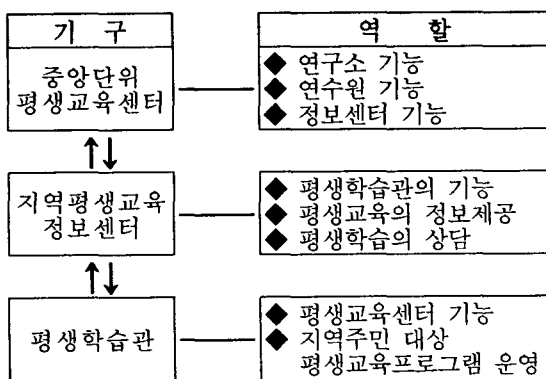 기 구
역 할
중앙단위
평생교육센터
◆ 연구소 기능
◆ 연수원 기능
◆ 정보센터 기능
지역평생교육
정보센터
◆ 평생학습관의 기능
◆ 평생교육의 정보제공
◆ 평생학습의 상담
평생학습관
◆ 평생교육센터 기능
◆ 지역주민 대상
평생교육프로그램 운영